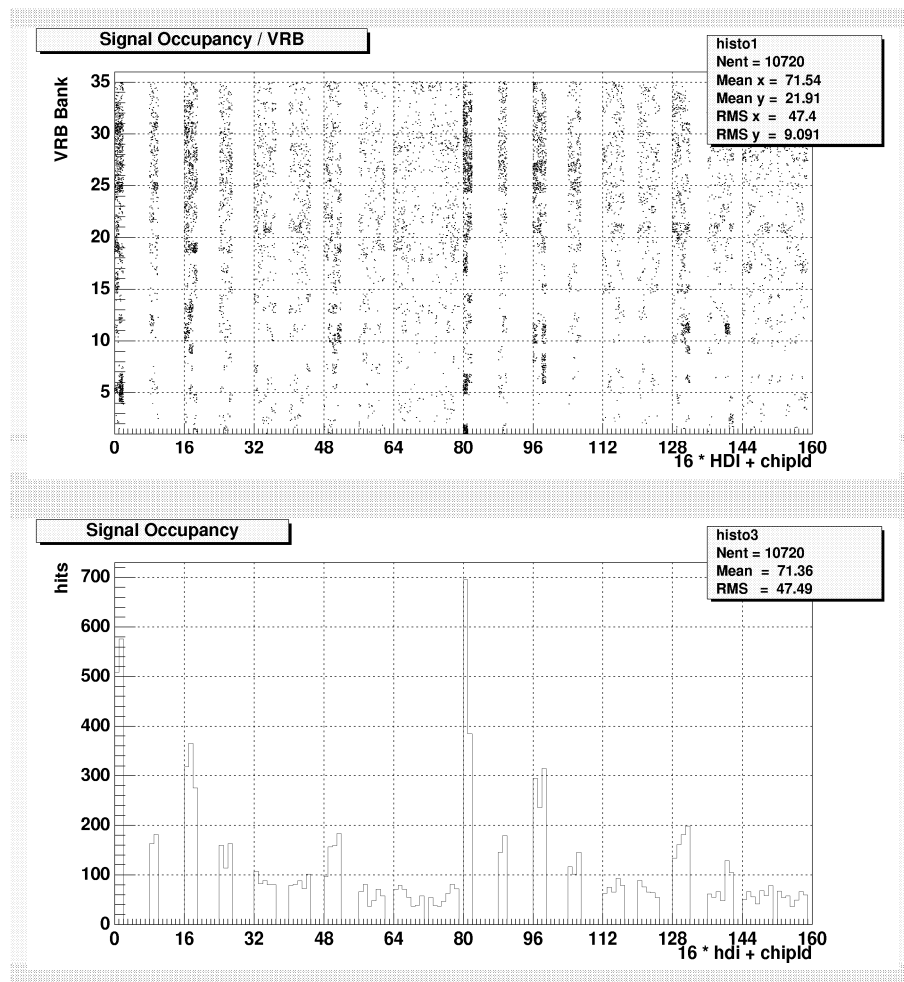 Signal Occupancy / VRB
histo1
Nent = 10720
Mean x = 71.54
Mean y = 21.91
RMS x = 47.4
RMS y = 9.091
VRB Bank
35
30
25
20
15
10
5
0 16 32 48 64 80 96 112 128 144 160
16 * HDI + chipId
Signal Occupancy
histo3
Nent = 10720
Mean = 71.36
RMS = 47.49
hits
700
600
500
400
300
200
100
0
0 16 32 48 64 80 96 112 128 144 160
16 * hdi + chipId